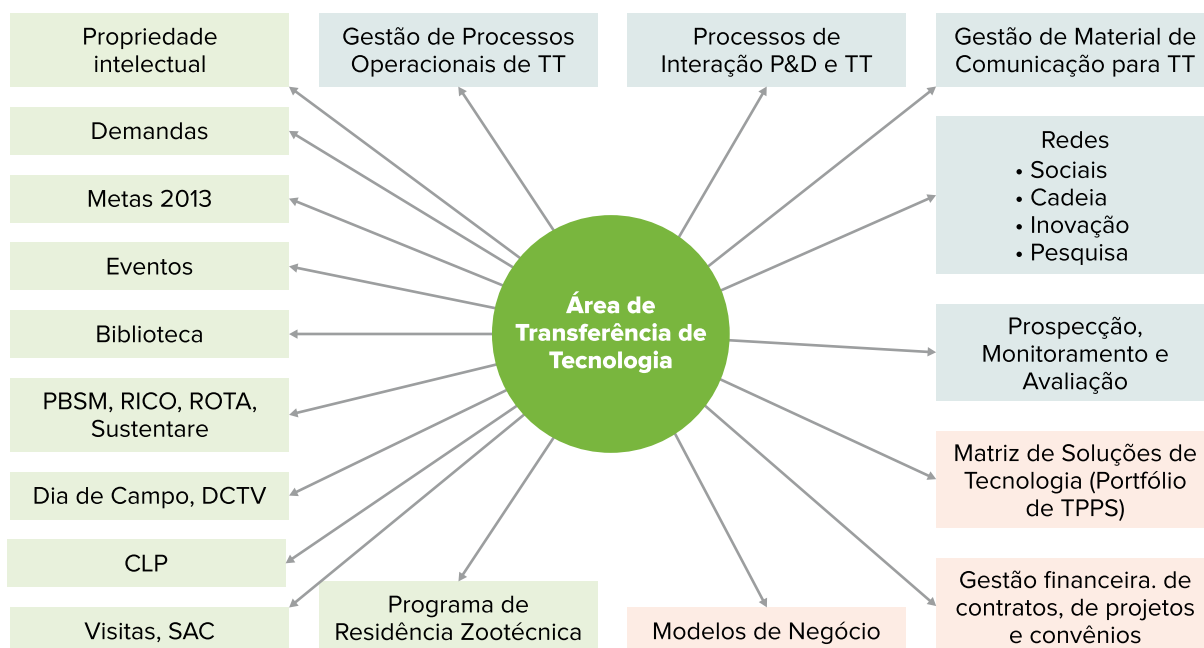 Propriedade
intelectual
Gestão de Processos
Operacionais de TT
Processos de
Interação P&D e TT
Gestão de Material de
Comunicação para TT
Demandas
Metas 2013
Eventos
Biblioteca
PBSM, RICO, ROTA,
Sustentare
Dia de Campo, DCTV
CLP
Visitas, SAC
Área de
Transferência de
Tecnologia
Redes
• Sociais
• Cadeia
• Inovação
• Pesquisa
Prospecção,
Monitoramento e
Avaliação
Matriz de Soluções de
Tecnologia (Portfólio
de TPPS)
Gestão financeira. de
contratos, de projetos
e convênios
Programa de
Residência Zootécnica
Modelos de Negócio